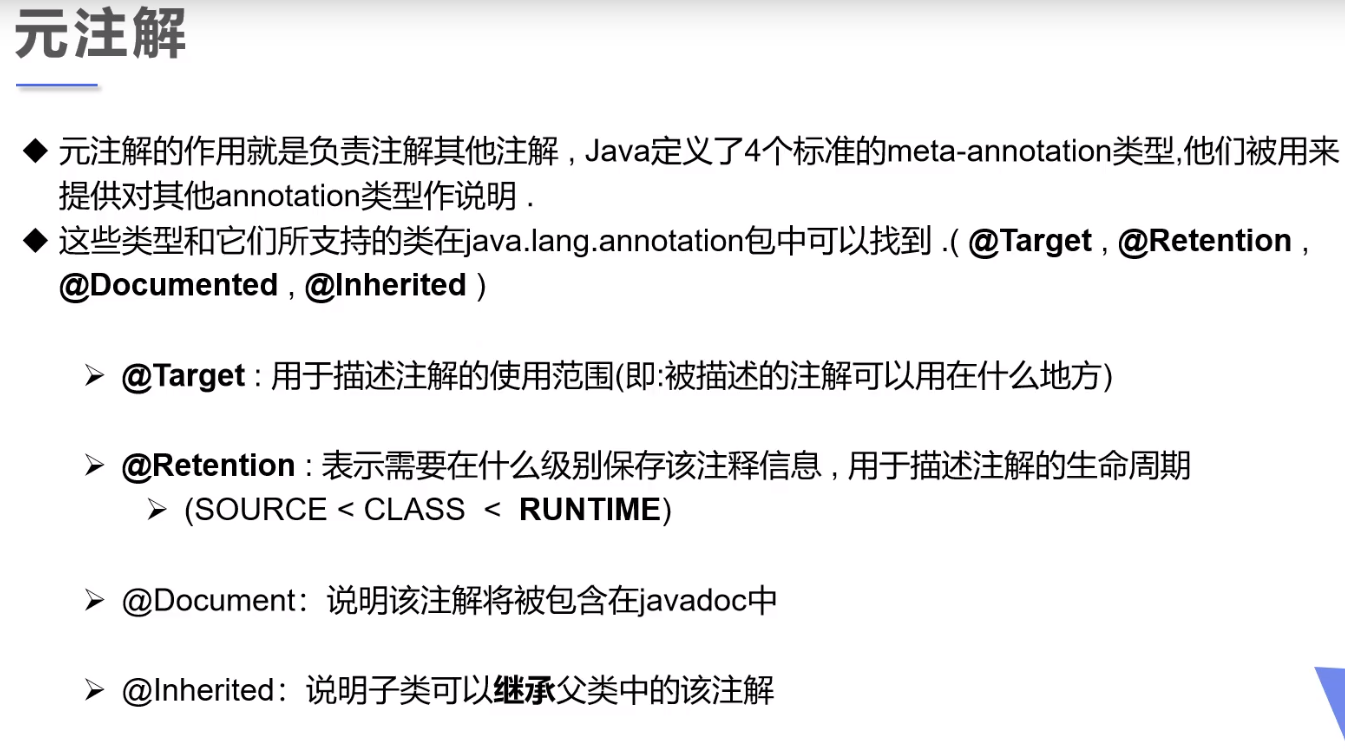 元注解
◆ 元注解的作用就是负责注解其他注解 , Java定义了4个标准的meta-annotation类型,他们被用来
提供对其他annotation类型作说明 .
◆ 这些类型和它们所支持的类在java.lang.annotation包中可以找到 .( @Target , @Retention ,
@Documented , @Inherited )
➢ @Target : 用于描述注解的使用范围(即:被描述的注解可以用在什么地方)
➢ @Retention : 表示需要在什么级别保存该注释信息 , 用于描述注解的生命周期
➢ (SOURCE < CLASS < RUNTIME)
➢ @Document：说明该注解将被包含在javadoc中
➢ @Inherited：说明子类可以继承父类中的该注解